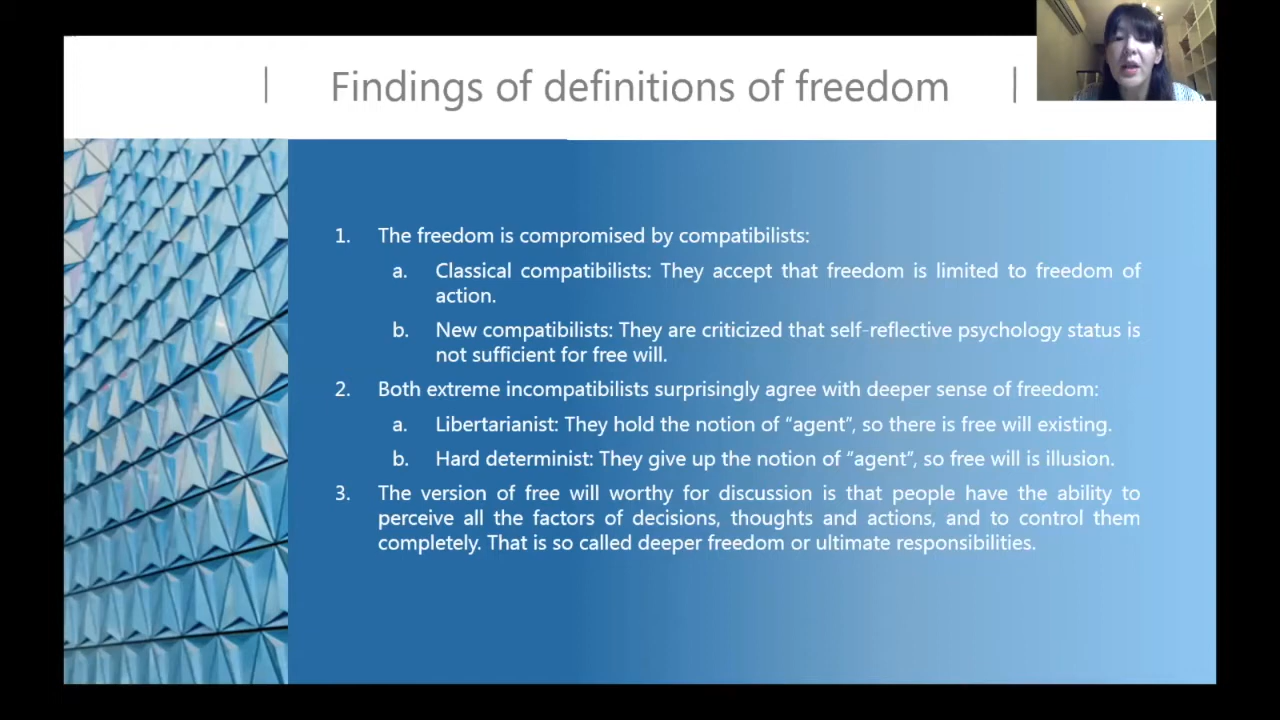 Findings of definitions of freedom
1. The freedom is compromised by compatibilists:
a. Classical compatibilists: They accept that freedom is limited to freedom of
action.
b. New compatibilists: They are criticized that self-reflective psychology status is
not sufficient for free will.
2. Both extreme incompatibilists surprisingly agree with deeper sense of freedom:
a. Libertarianist: They hold the notion of “agent”, so there is free will existing.
b. Hard determinist: They give up the notion of “agent”, so free will is illusion.
3. The version of free will worthy for discussion is that people have the ability to
perceive all the factors of decisions, thoughts and actions, and to control them
completely. That is so called deeper freedom or ultimate responsibilities.